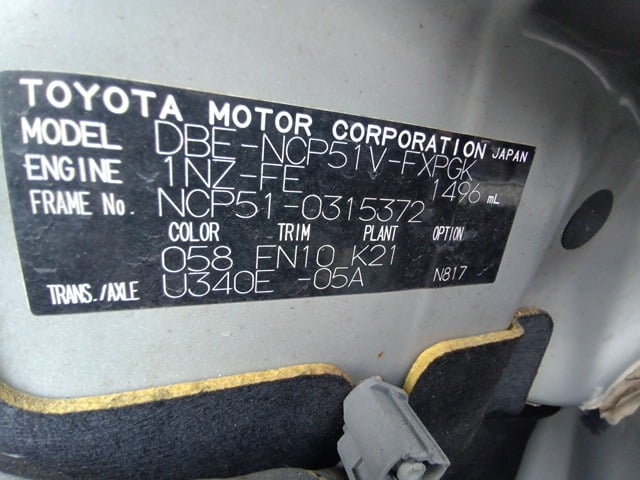 TOYOTA MOTOR CORPORATION JAPAN
MODEL DBE-NCP51V-FXPGK
ENGINE 1NZ-FE 1496 mL
FRAME No. NCP51-0315372
COLOR TRIM PLANT OPTION
058 FN10 K21 N817
TRANS./AXLE U340E -05A